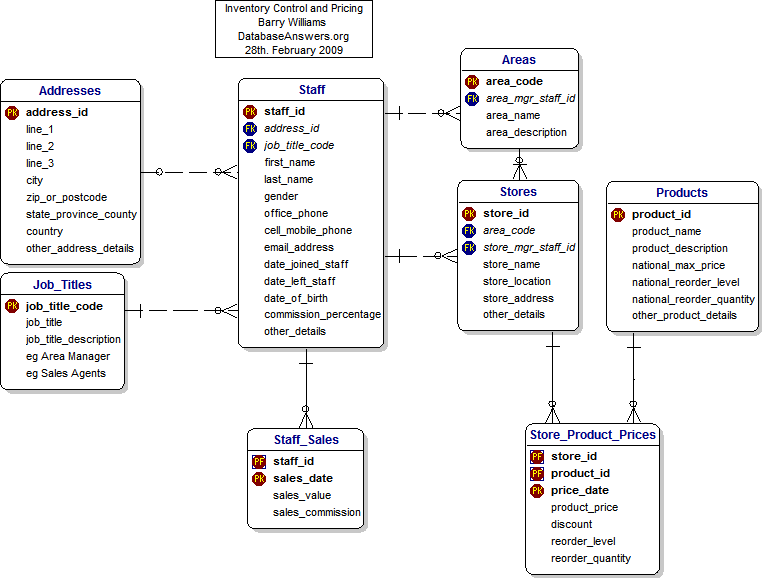 Inventory Control and Pricing
Barry Williams
DatabaseAnswers.org
28th. February 2009
Addresses
PK address_id
line_1
line_2
line_3
city
zip_or_postcode
state_province_county
country
other_address_details
Job_Titles
PK job_title_code
job_title
job_title_description
eg Area Manager
eg Sales Agents
Staff
PK staff_id
FK address_id
FK job_title_code
first_name
last_name
gender
office_phone
cell_mobile_phone
email_address
date_joined_staff
date_left_staff
date_of_birth
commission_percentage
other_details
Staff_Sales
PF staff_id
PK sales_date
sales_value
sales_commission
Areas
PK area_code
FK area_mgr_staff_id
area_name
area_description
Stores
PK store_id
FK area_code
FK store_mgr_staff_id
store_name
store_location
store_address
other_details
Products
PK product_id
product_name
product_description
national_max_price
national_reorder_level
national_reorder_quantity
other_product_details
Store_Product_Prices
PF store_id
PF product_id
PK price_date
product_price
discount
reorder_level
reorder_quantity